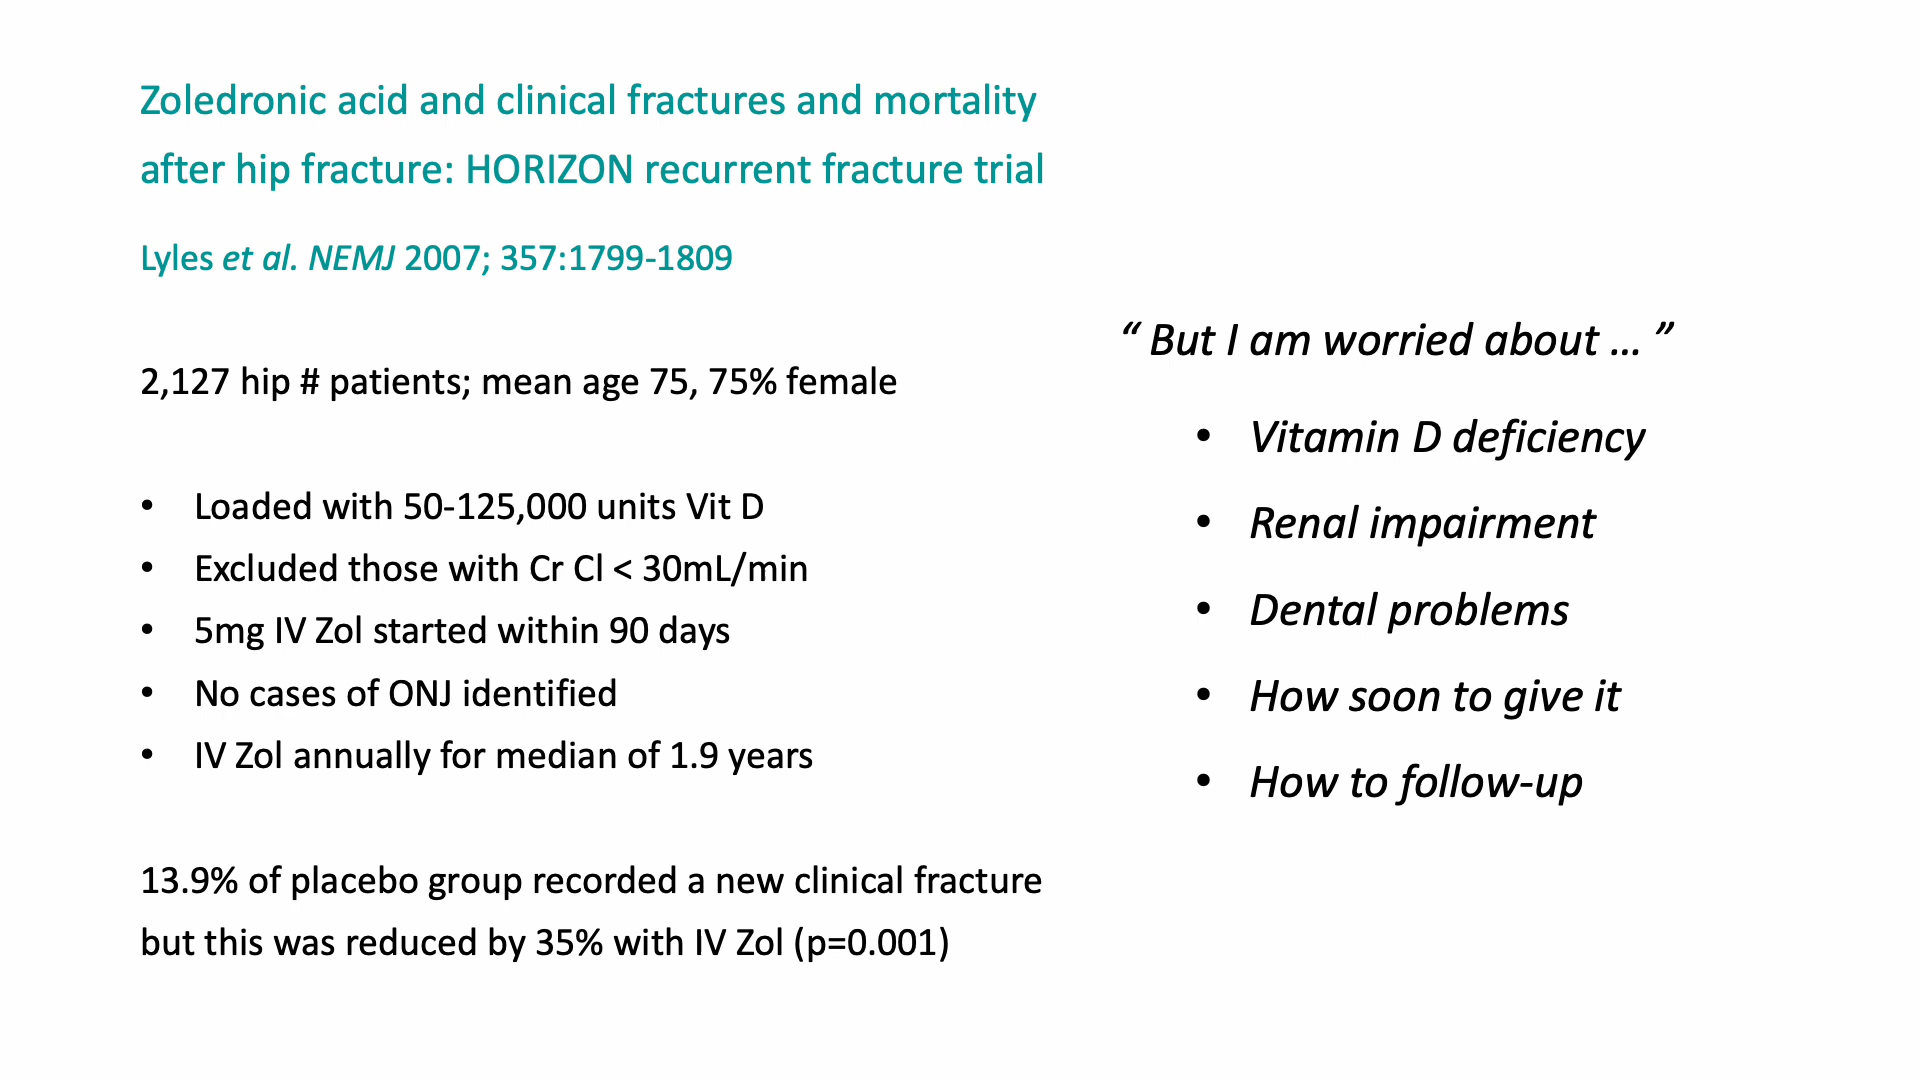 Zoledronic acid and clinical fractures and mortality
after hip fracture: HORIZON recurrent fracture trial
Lyles et al. NEMJ 2007; 357:1799-1809
2,127 hip # patients; mean age 75, 75% female
• Loaded with 50-125,000 units Vit D
• Excluded those with Cr Cl < 30mL/min
• 5mg IV Zol started within 90 days
• No cases of ONJ identified
• IV Zol annually for median of 1.9 years
13.9% of placebo group recorded a new clinical fracture
but this was reduced by 35% with IV Zol (p=0.001)
“ But I am worried about … ”
• Vitamin D deficiency
• Renal impairment
• Dental problems
• How soon to give it
• How to follow-up